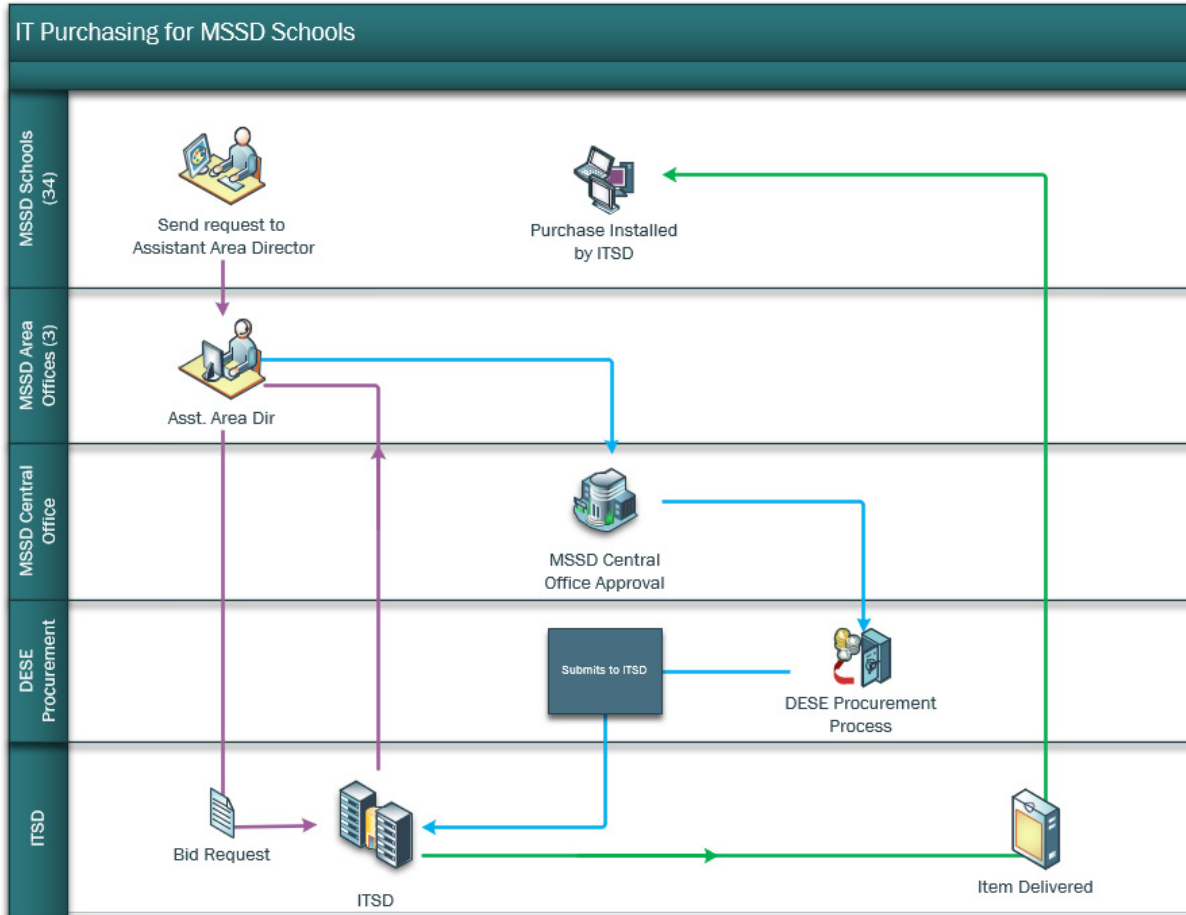 IT Purchasing for MSSD Schools
MSSD Schools
(34)
Send request to
Assistant Area Director
Purchase Installed
by ITSD
MSSD Area
Offices (3)
Asst. Area Dir
MSSD Central
Office
MSSD Central
Office Approval
DESE
Procurement
Submits to ITSD
DESE Procurement
Process
ITSD
Bid Request
ITSD
Item Delivered